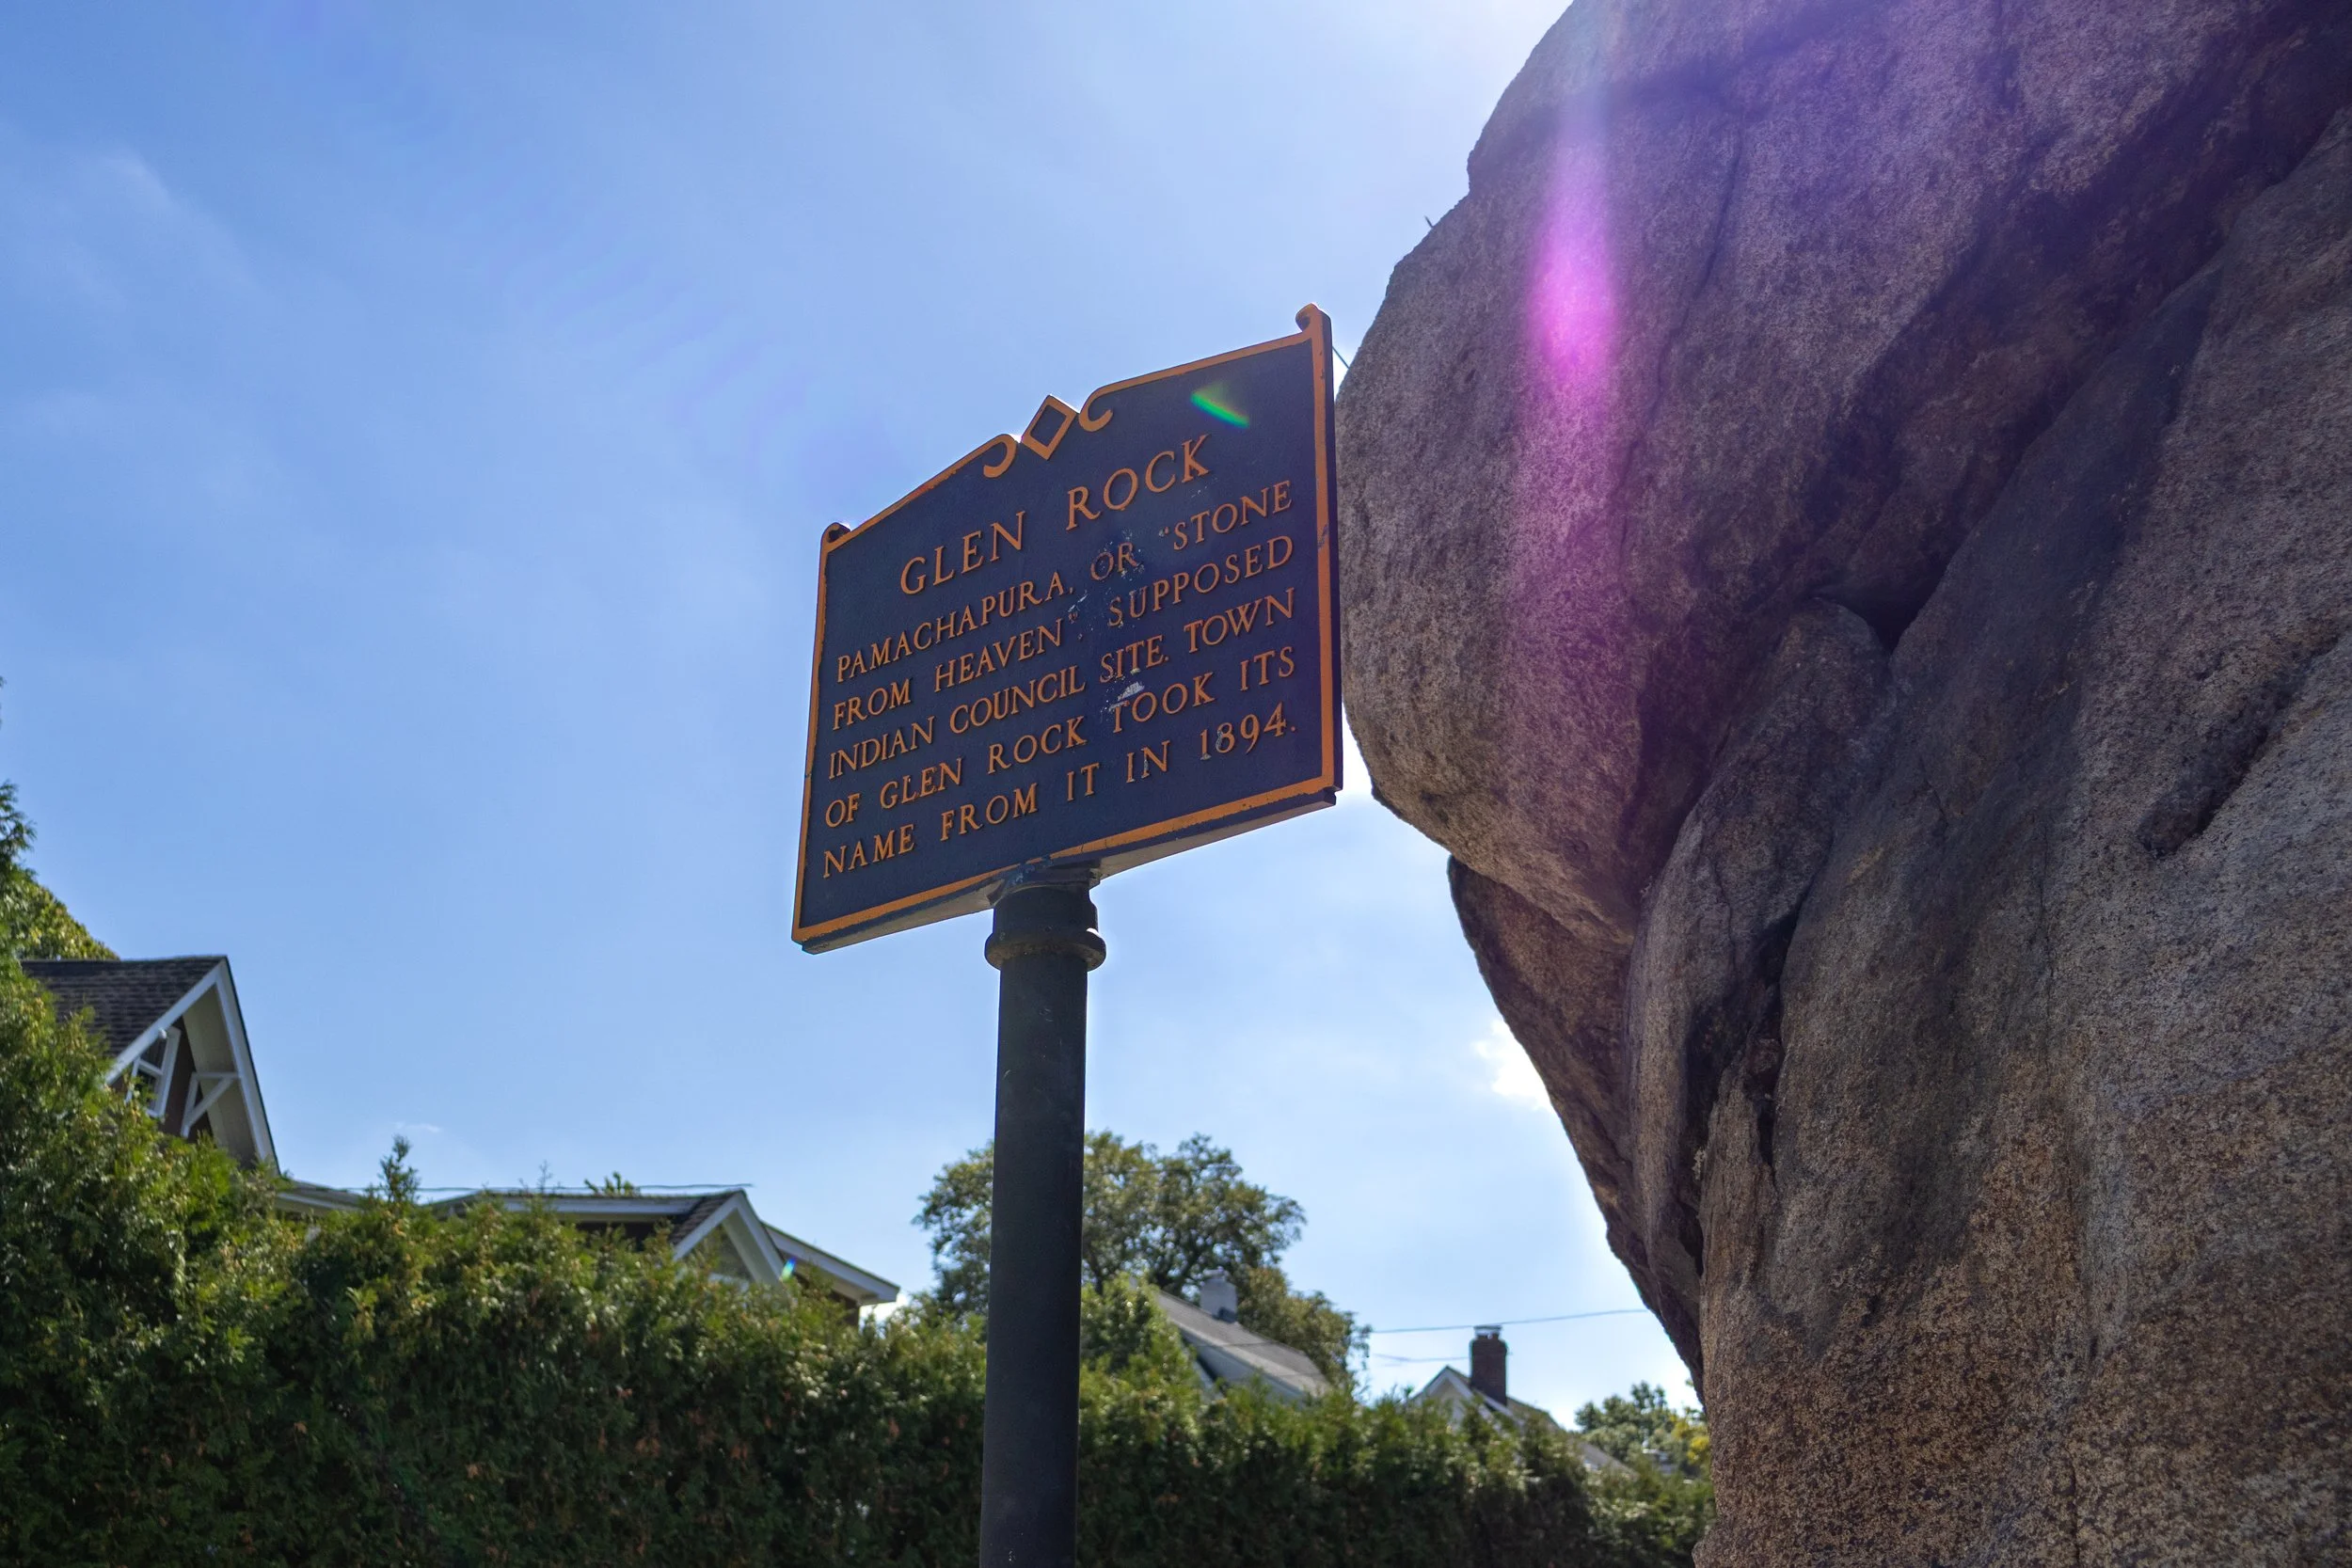 GLEN ROCK
PAMACHAPURA, OR "STONE
FROM HEAVEN" SUPPOSED
INDIAN COUNCIL SITE. TOWN
OF GLEN ROCK TOOK ITS
NAME FROM IT IN 1894.